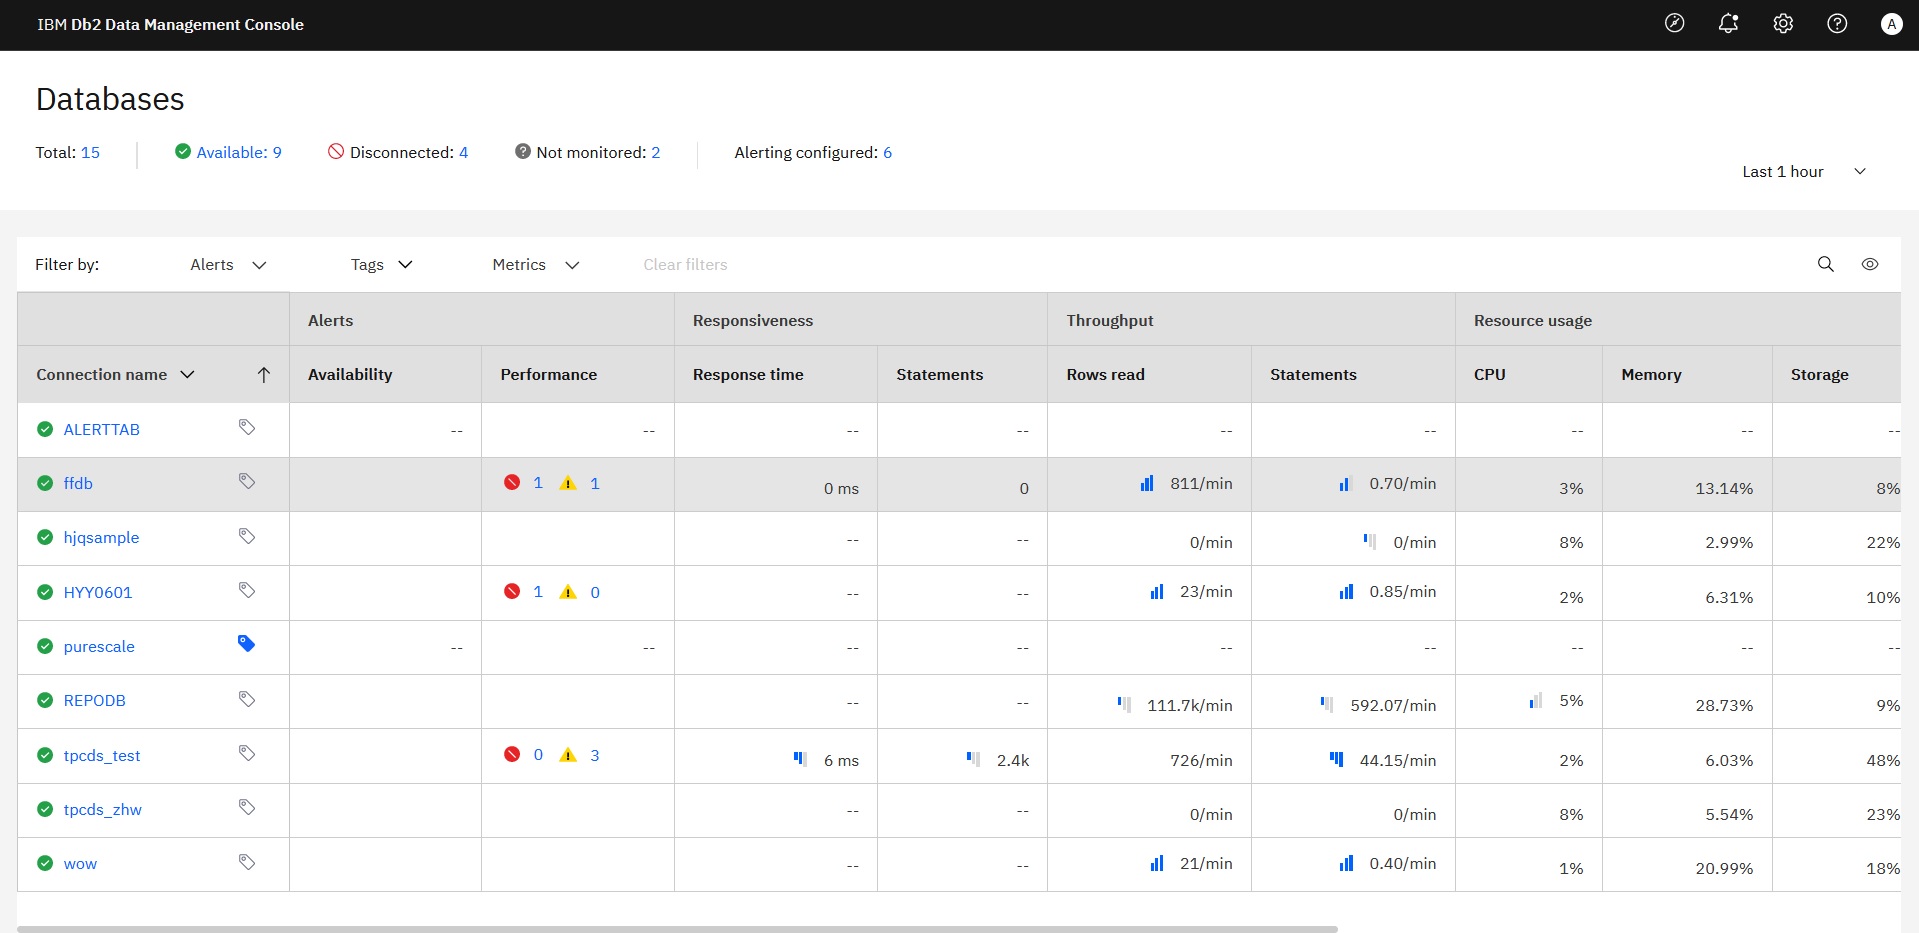 IBM Db2 Data Management Console
A
Databases
Total: 15 Available: 9 Disconnected: 4 Not monitored: 2 Alerting configured: 6
Last 1 hour
Filter by: Alerts Tags Metrics Clear filters
Alerts Responsiveness Throughput Resource usage
Connection name Availability Performance Response time Statements Rows read Statements CPU Memory Storage
ALERTTAB -- -- -- -- -- -- -- -- --
ffdb 1 1 0 ms 0 811/min 0.70/min 3% 13.14% 8%
hjqsample -- -- 0/min 0/min 8% 2.99% 22%
HYY0601 1 0 -- -- 23/min 0.85/min 2% 6.31% 10%
purescale -- -- -- -- -- -- -- -- --
REPODB -- -- 111.7k/min 592.07/min 5% 28.73% 9%
tpcds_test 0 3 6 ms 2.4k 726/min 44.15/min 2% 6.03% 48%
tpcds_zhw -- -- 0/min 0/min 8% 5.54% 23%
wow -- -- 21/min 0.40/min 1% 20.99% 18%